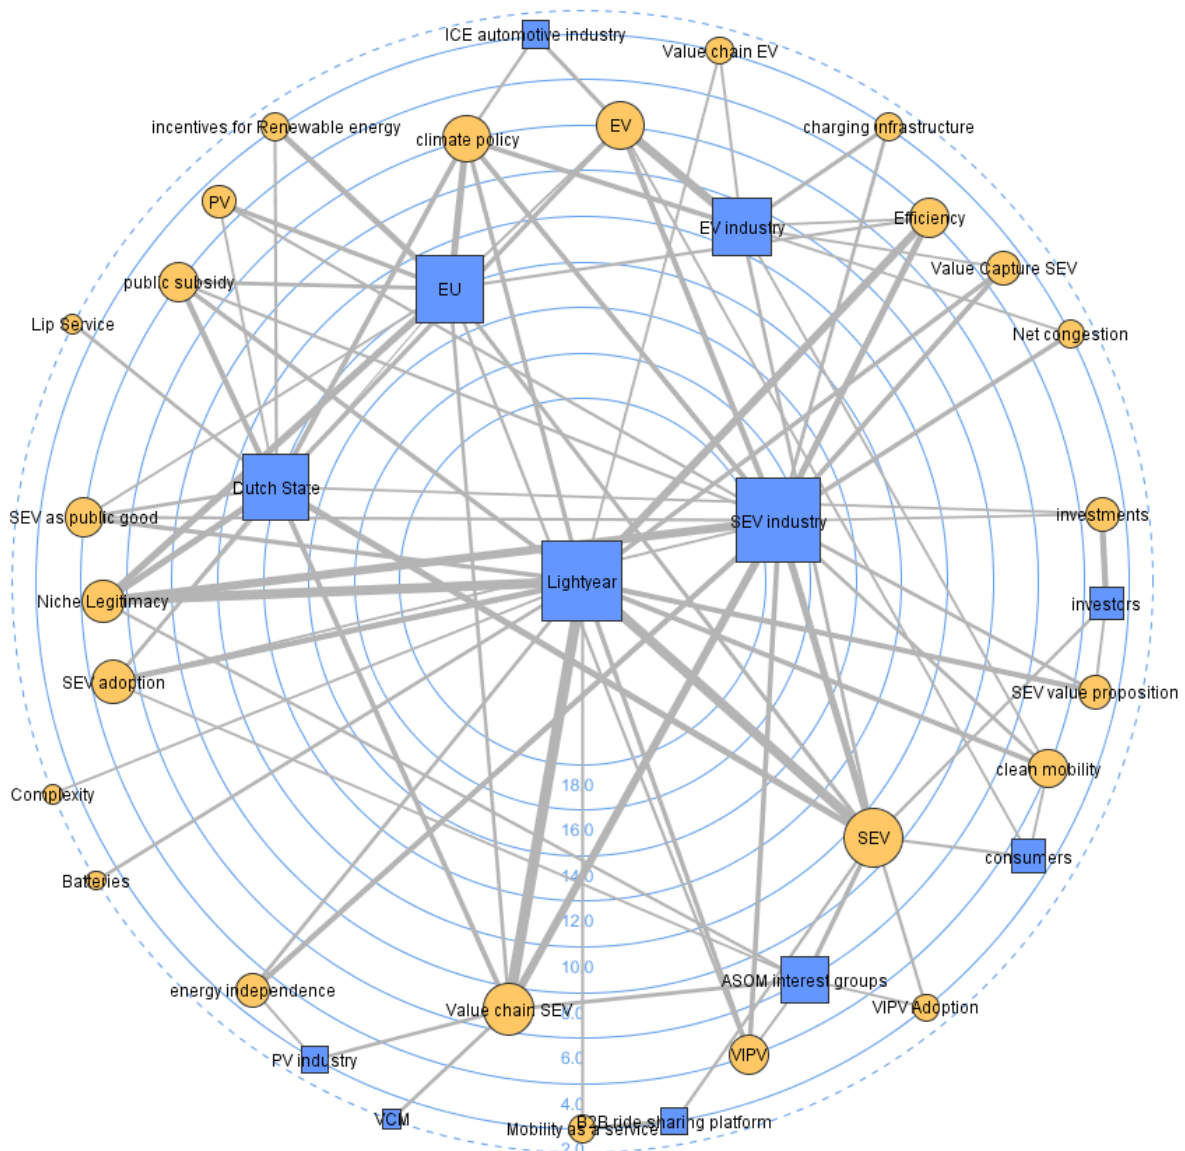 ICE automotive industry
Value chain EV
incentives for Renewable energy
climate policy
EV
charging infrastructure
PV
EV industry
Efficiency
public subsidy
EU
Value Capture SEV
Lip Service
Net congestion
Dutch State
SEV as public good
SEV industry
investments
Niche Legitimacy
Lightyear
investors
SEV adoption
SEV value proposition
clean mobility
18.0
Complexity
16.0
SEV
consumers
14.0
Batteries
12.0
10.0
energy independence
ASOM interest groups
Value chain SEV
8.0
VIPV Adoption
PV industry
6.0
VIPV
4.0
VCM
Mobility as a service
B2B ride sharing platform
2.0